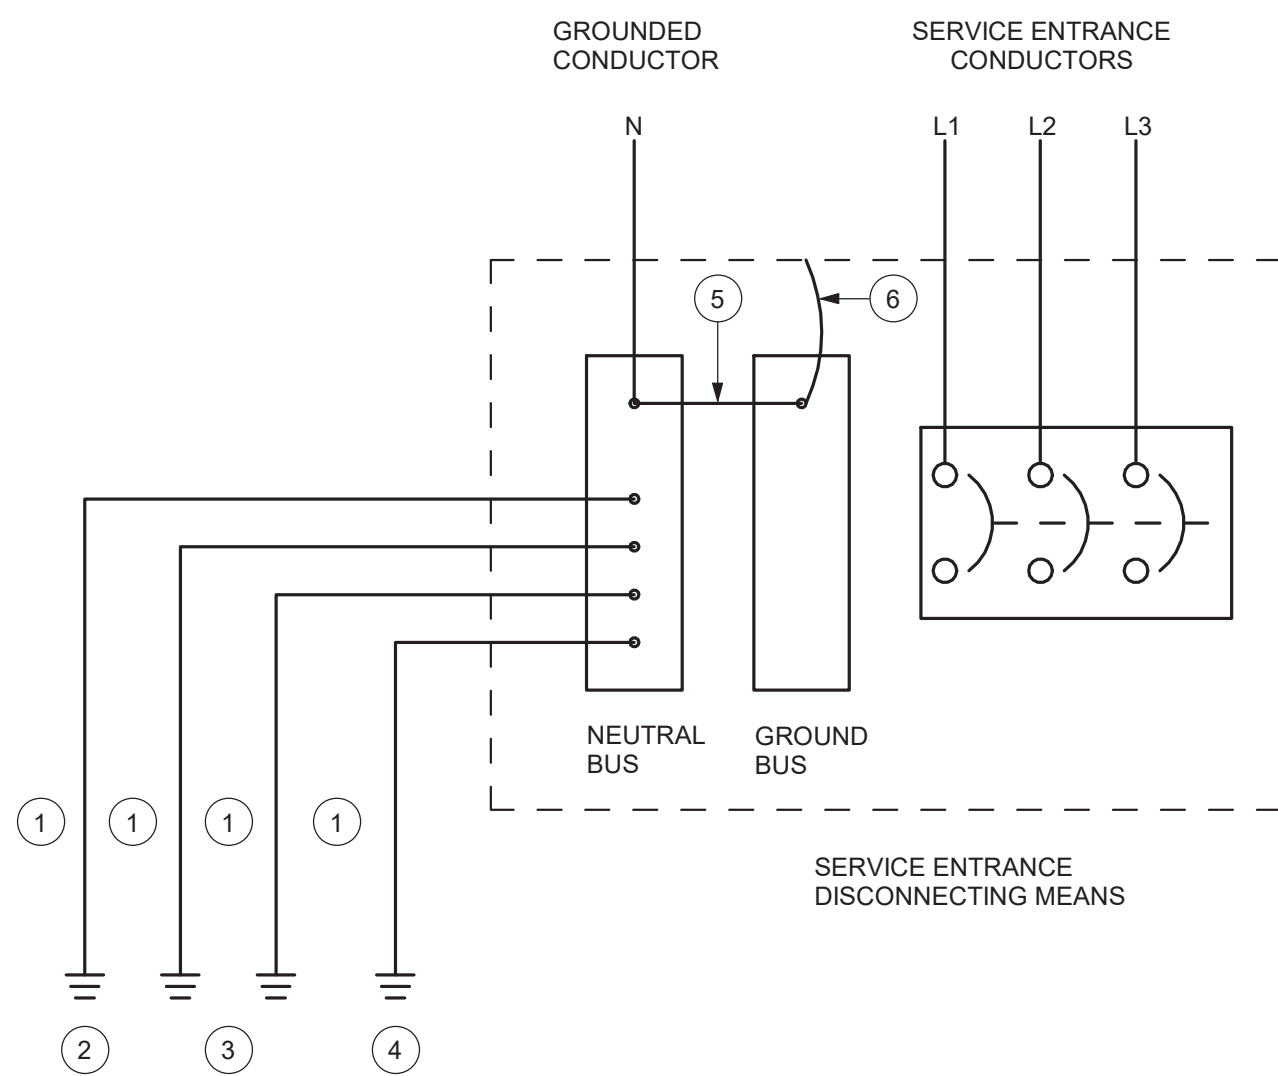 GROUNDED
CONDUCTOR
SERVICE ENTRANCE
CONDUCTORS
N
L1
L2
L3
5
6
NEUTRAL
BUS
GROUND
BUS
1
1
1
1
SERVICE ENTRANCE
DISCONNECTING MEANS
2
3
4